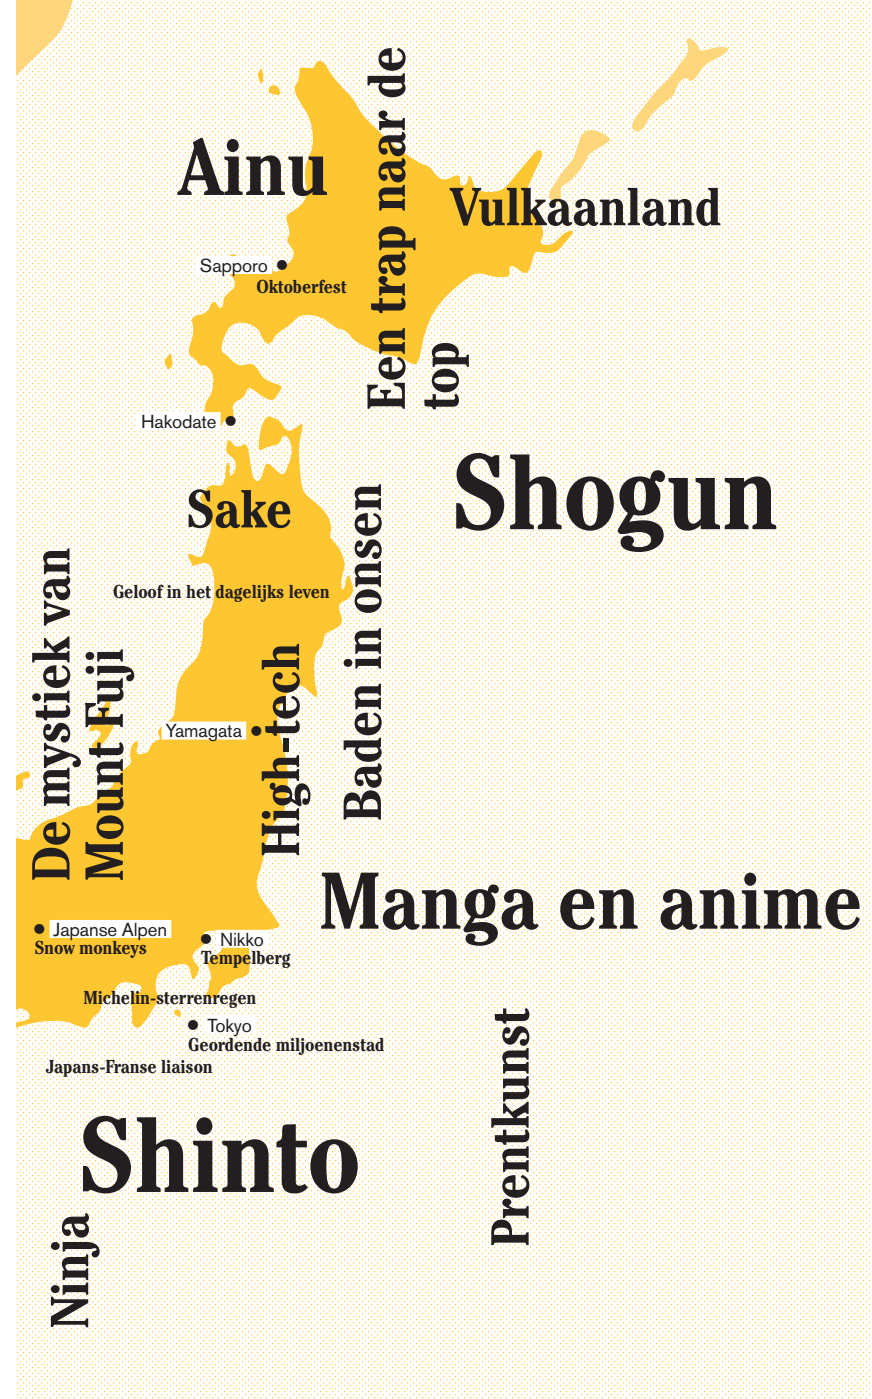 Ainu
Een trap naar de
top
Vulkaanland
Sapporo
Oktoberfest
Hakodate
Shogun
Sake
Baden in onsen
De mystiek van
Mount Fuji
Geloof in het dagelijks leven
High-tech
Yamagata
Manga en anime
Japanse Alpen
Snow monkeys
Nikko
Tempelberg
Michelin-sterrenregen
Tokyo
Geordende miljoenenstad
Japans-Franse liaison
Prentkunst
Shinto
Ninja